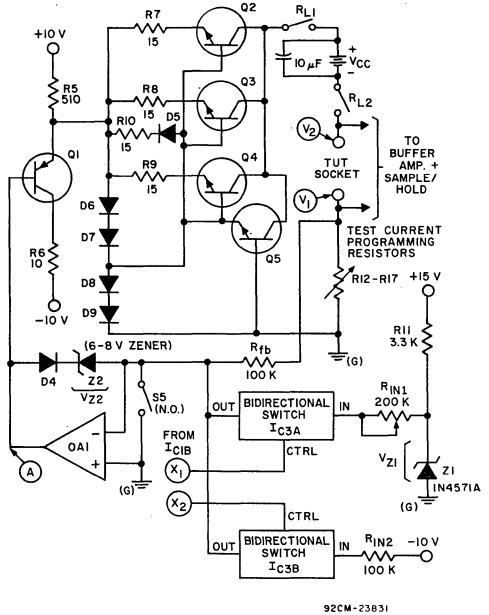 Q2
R7
15
RL1
+10 V
R5
510
10 µF
+
VCC
−
Q3
R8
15
R10
15
D5
RL2
V2
TO
BUFFER
AMP. +
SAMPLE/
HOLD
TUT
SOCKET
Q1
Q4
R9
15
V1
D6
Q5
TEST CURRENT
PROGRAMMING
RESISTORS
D7
R6
10
R12-R17
+15 V
D8
-10 V
D9
R11
3.3 K
(G)
(6-8 V ZENER)
Rfb
100 K
D4
Z2
VZ2
S5
(N.O.)
RIN1
200 K
OUT
BIDIRECTIONAL
SWITCH
IC3A
IN
−
OA1
+
FROM
IC1B
CTRL
VZ1
Z1
1N4571A
A
(G)
X1
(G)
X2
CTRL
OUT
BIDIRECTIONAL
SWITCH
IC3B
IN
RIN2
100 K
-10 V
92CM-23831